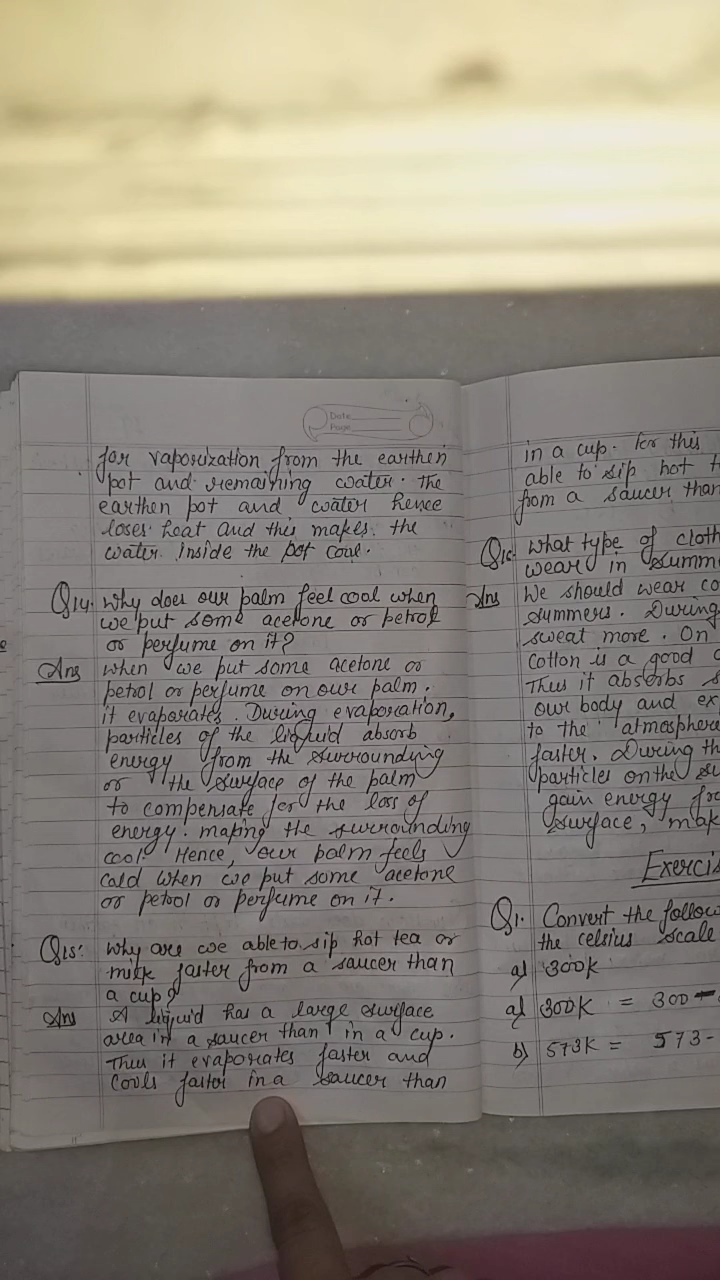 Date
Page
for vaporization from the earthen
pot and remaining water. The
earthen pot and water hence
loses heat and this makes the
water inside the pot cool.
Q14. Why does our palm feel cool when
we put some acetone or petrol
or perfume on it?
Ans When we put some acetone or
petrol or perfume on our palm,
it evaporates. During evaporation,
particles of the liquid absorb
energy from the surrounding
or the surface of the palm
to compensate for the loss of
energy. making the surrounding
cool. Hence, our palm feels
cold when we put some acetone
or petrol or perfume on it.
Q15. Why are we able to sip hot tea or
milk faster from a saucer than
a cup?
Ans A liquid has a large surface
area in a saucer than in a cup.
Thus it evaporates faster and
cools faster in a saucer than
in a cup. For this
able to sip hot t
from a saucer than
Q16 What type of cloth
wear in summ
Ans We should wear co
summers. During
sweat more. On
cotton is a good
Thus it absorbs s
our body and ex
to the atmosphere
faster. During th
particles on the su
gain energy fro
surface, mak
Exercis
Q1. Convert the follow
the celsius scale
a) 300K
a) 300K = 300 -
b) 573K = 573 -